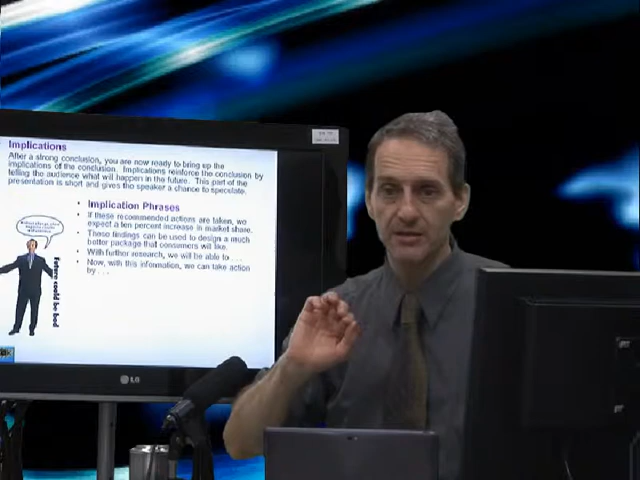 Implications
After a strong conclusion, you are now ready to bring up the
implications of the conclusion. Implications reinforce the conclusion by
telling the audience what will happen in the future. This part of the
presentation is short and gives the speaker a chance to speculate.
• Implication Phrases
• If these recommended actions are taken, we
expect a ten percent increase in market share.
• These findings can be used to design a much
better package that consumers will like.
• With further research, we will be able to . . .
• Now, with this information, we can take action
by . . .
Future could be bad
LG